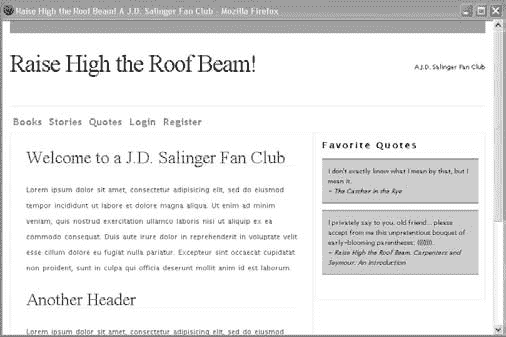 Raise High the Roof Beam! A J.D. Salinger Fan Club - Mozilla Firefox
Raise High the Roof Beam!
A J.D. Salinger Fan Club
Books Stories Quotes Login Register
Welcome to a J.D. Salinger Fan Club
Lorem ipsum dolor sit amet, consectetur adipisicing elit, sed do eiusmod
tempor incididunt ut labore et dolore magna aliqua. Ut enim ad minim
veniam, quis nostrud exercitation ullamco laboris nisi ut aliquip ex ea
commodo consequat. Duis aute irure dolor in reprehenderit in voluptate velit
esse cillum dolore eu fugiat nulla pariatur. Excepteur sint occaecat cupidatat
non proident, sunt in culpa qui officia deserunt mollit anim id est laborum.
Another Header
Lorem ipsum dolor sit amet, consectetur adipisicing elit, sed do eiusmod
Favorite Quotes
I don't exactly know what I mean by that, but I
mean it.
~ The Catcher in the Rye
I privately say to you, old friend... please
accept from me this unpretentious bouquet of
early-blooming parentheses: (((()))).
~ Raise High the Roof Beam, Carpenters and
Seymour: An Introduction